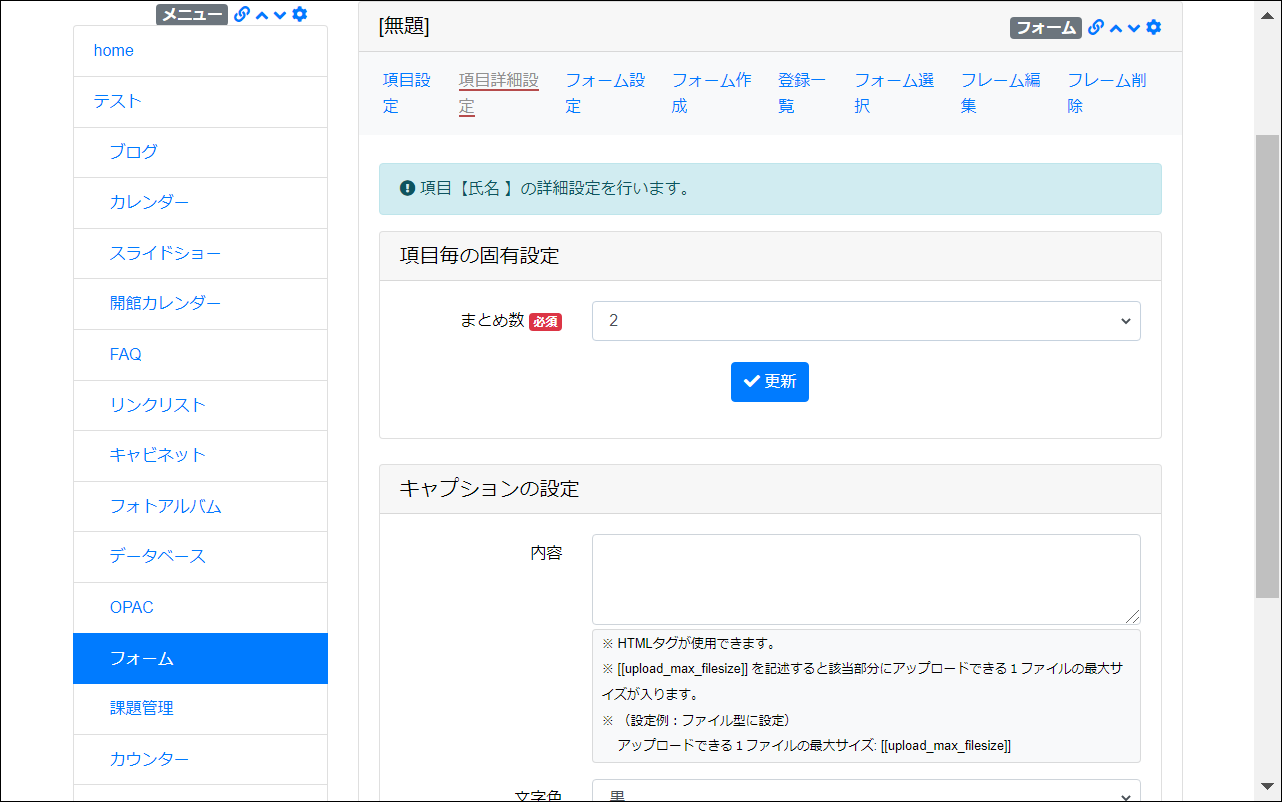 メニュー
home
テスト
ブログ
カレンダー
スライドショー
開館カレンダー
FAQ
リンクリスト
キャビネット
フォトアルバム
データベース
OPAC
フォーム
課題管理
カウンター
[無題]
フォーム
項目設
定
項目詳細設
定
フォーム設
定
フォーム作
成
登録一
覧
フォーム選
択
フレーム編
集
フレーム削
除
項目【氏名 】の詳細設定を行います。
項目毎の固有設定
まとめ数 必須
2
更新
キャプションの設定
内容
※ HTMLタグが使用できます。
※ [[upload_max_filesize]] を記述すると該当部分にアップロードできる１ファイルの最大サ
イズが入ります。
※ （設定例：ファイル型に設定）
アップロードできる１ファイルの最大サイズ: [[upload_max_filesize]]
文字色
黒